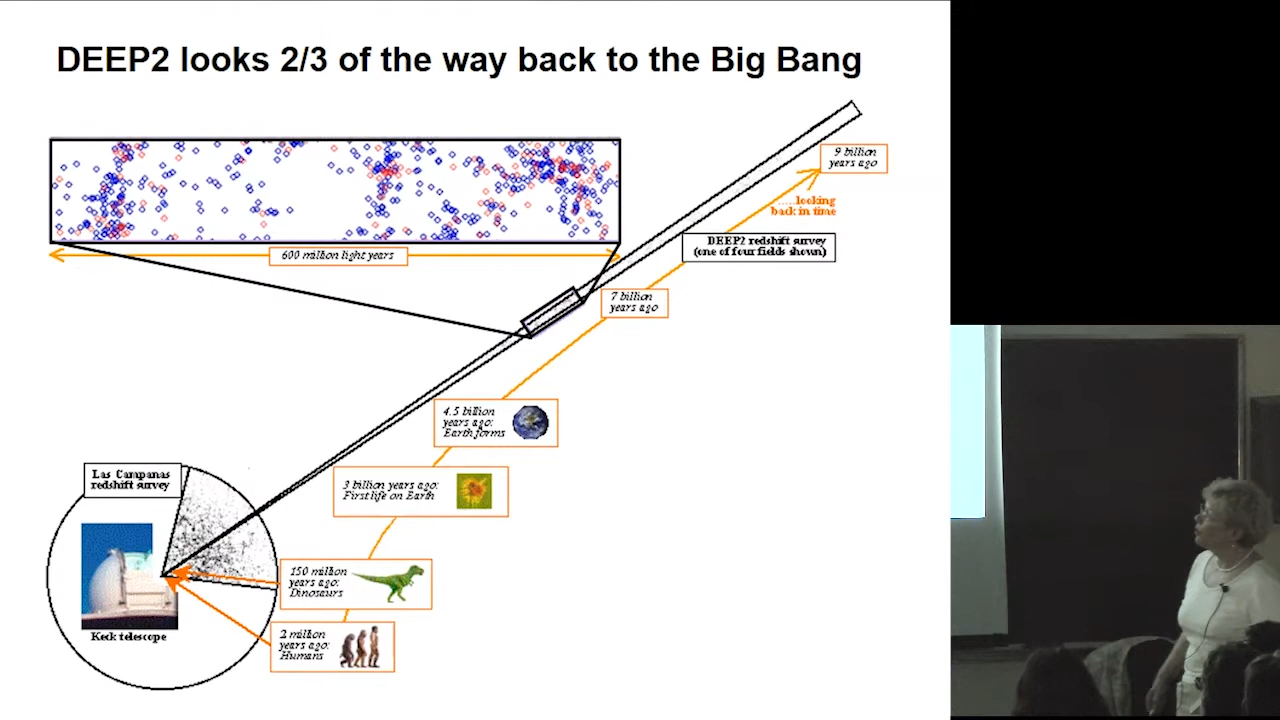 DEEP2 looks 2/3 of the way back to the Big Bang
9 billion
years ago
.....looking
back in time
DEEP2 redshift survey
(one of four fields shown)
600 million light years
7 billion
years ago
4.5 billion
years ago:
Earth forms
Las Campanas
redshift survey
3 billion years ago:
First life on Earth
150 million
years ago:
Dinosaurs
Keck telescope
2 million
years ago:
Humans